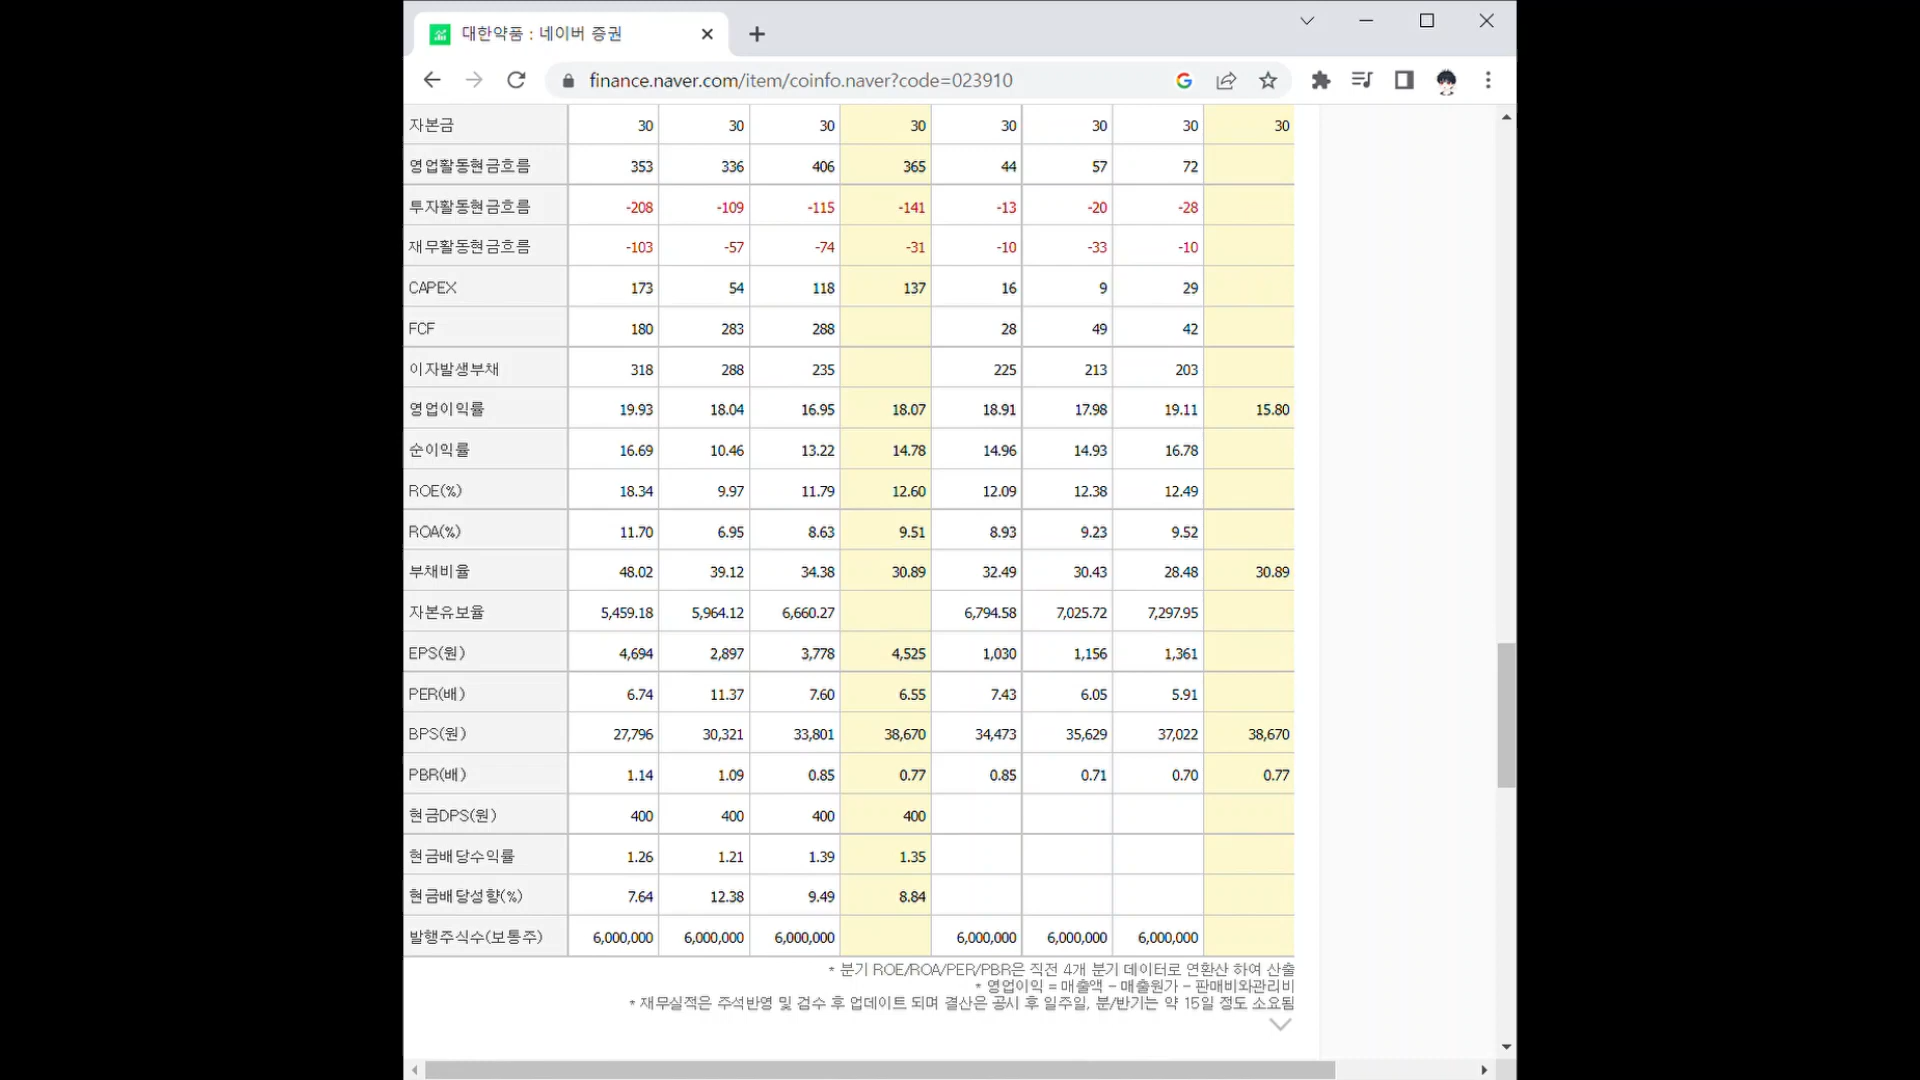 대한약품 : 네이버 증권
finance.naver.com/item/coinfo.naver?code=023910
자본금 30 30 30 30 30 30 30 30
영업활동현금흐름 353 336 406 365 44 57 72
투자활동현금흐름 -208 -109 -115 -141 -13 -20 -28
재무활동현금흐름 -103 -57 -74 -31 -10 -33 -10
CAPEX 173 54 118 137 16 9 29
FCF 180 283 288 28 49 42
이자발생부채 318 288 235 225 213 203
영업이익률 19.93 18.04 16.95 18.07 18.91 17.98 19.11 15.80
순이익률 16.69 10.46 13.22 14.78 14.96 14.93 16.78
ROE(%) 18.34 9.97 11.79 12.60 12.09 12.38 12.49
ROA(%) 11.70 6.95 8.63 9.51 8.93 9.23 9.52
부채비율 48.02 39.12 34.38 30.89 32.49 30.43 28.48 30.89
자본유보율 5,459.18 5,964.12 6,660.27 6,794.58 7,025.72 7,297.95
EPS(원) 4,694 2,897 3,778 4,525 1,030 1,156 1,361
PER(배) 6.74 11.37 7.60 6.55 7.43 6.05 5.91
BPS(원) 27,796 30,321 33,801 38,670 34,473 35,629 37,022 38,670
PBR(배) 1.14 1.09 0.85 0.77 0.85 0.71 0.70 0.77
현금DPS(원) 400 400 400 400
현금배당수익률 1.26 1.21 1.39 1.35
현금배당성향(%) 7.64 12.38 9.49 8.84
발행주식수(보통주) 6,000,000 6,000,000 6,000,000 6,000,000 6,000,000 6,000,000
* 분기 ROE/ROA/PER/PBR은 직전 4개 분기 데이터로 연환산 하여 산출
* 영업이익 = 매출액 - 매출원가 - 판매비와관리비
* 재무실적은 주석반영 및 검수 후 업데이트 되며 결산은 공시 후 일주일, 분/반기는 약 15일 정도 소요됨